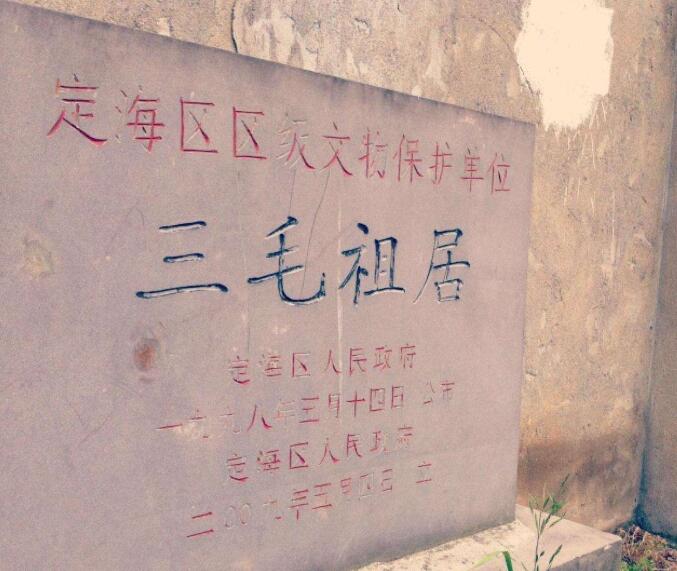 定海区区级文物保护单位
三毛祖居
定海区人民政府
一九九八年三月十四日 公布
定海区人民政府
二〇〇九年五月四日 立